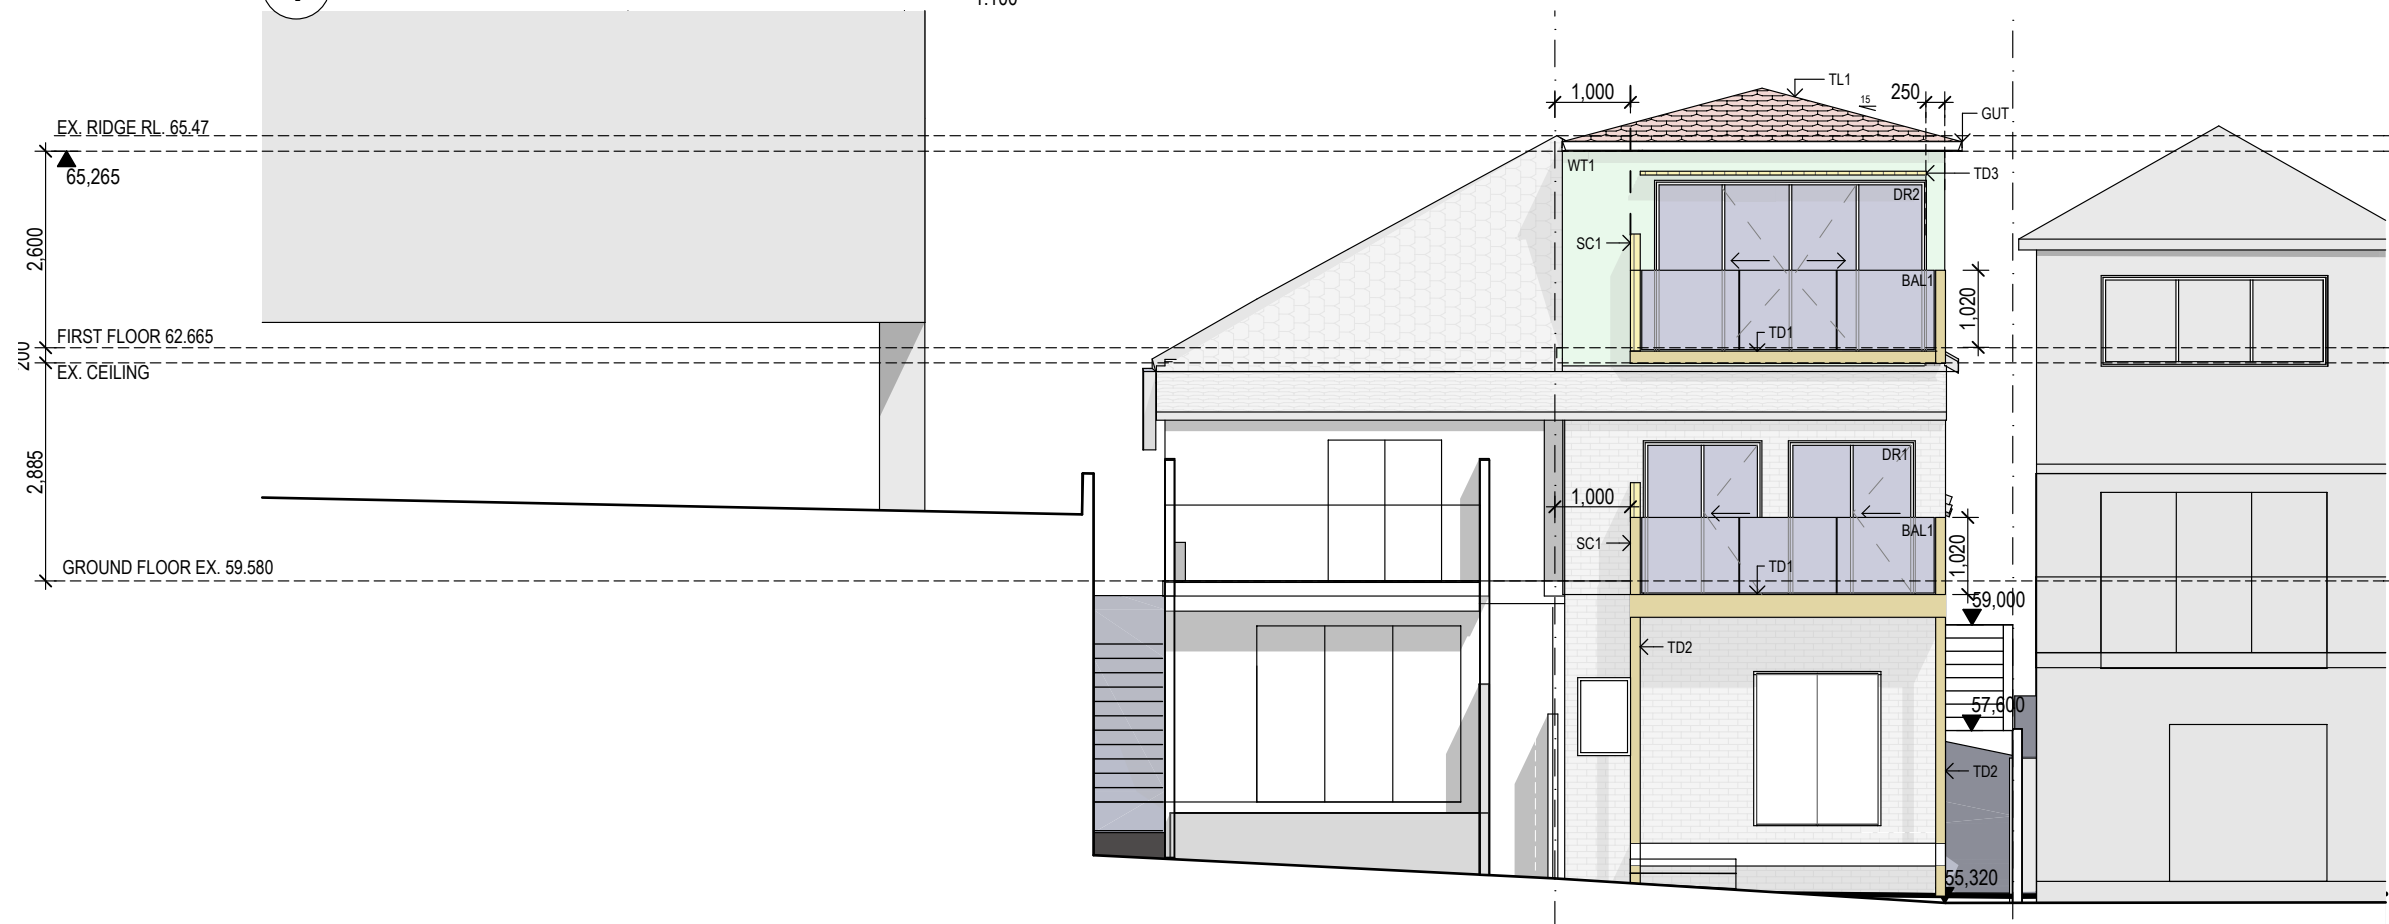 1:100
TL1
1,000
15
250
GUT
EX. RIDGE RL. 65.47
65,265
WT1
TD3
DR2
2,600
SC1
BAL1
1,020
FIRST FLOOR 62.665
TD1
200
EX. CEILING
2,885
DR1
1,000
BAL1
SC1
1,020
GROUND FLOOR EX. 59.580
TD1
59,000
TD2
57,600
TD2
55,320